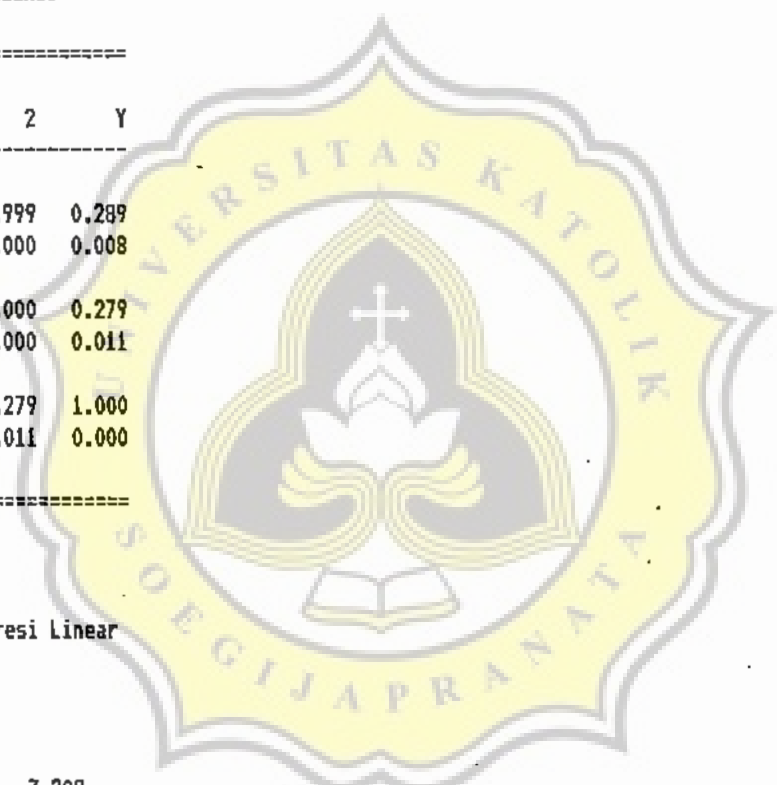 2 Y
.999 0.289
.000 0.008
.000 0.279
.000 0.011
.279 1.000
.011 0.000
UNIVERSITAS KATOLIK
SOEGIJAPRANATA
resi Linear